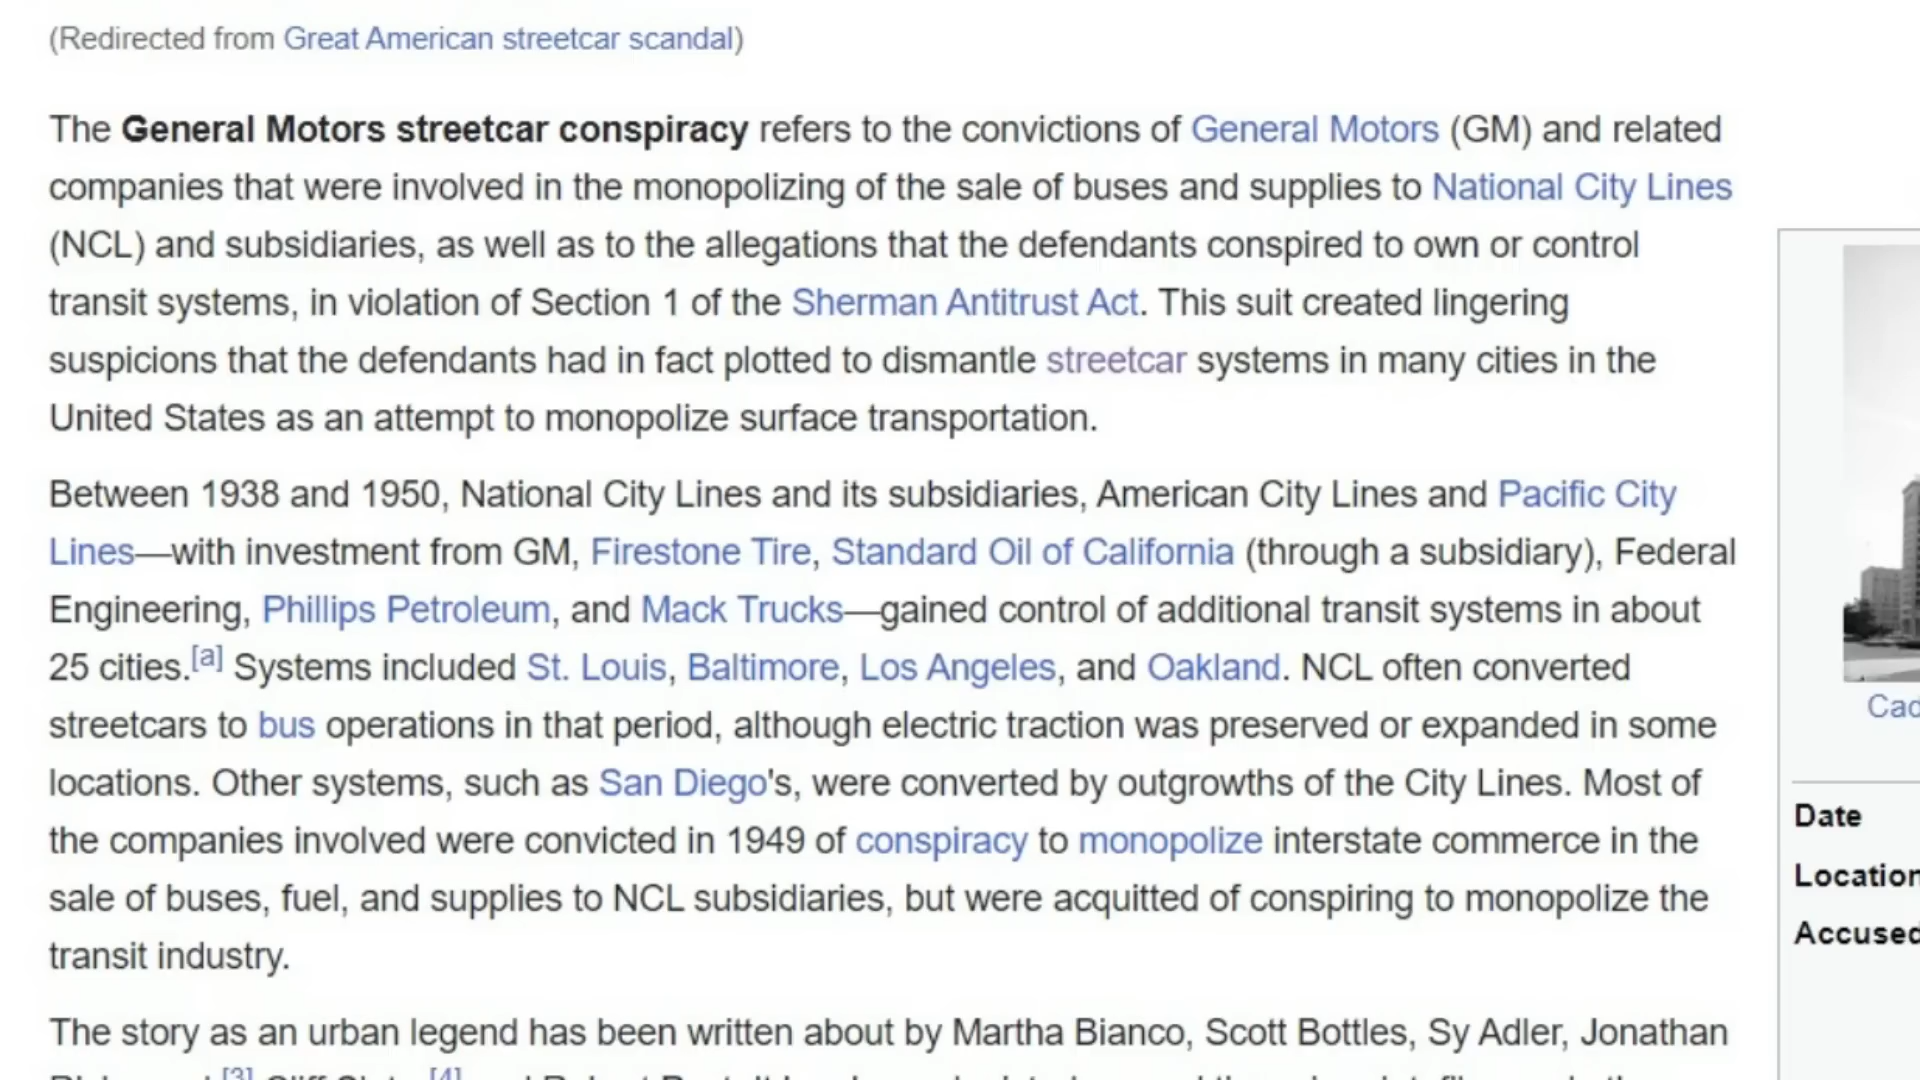 (Redirected from Great American streetcar scandal)
The General Motors streetcar conspiracy refers to the convictions of General Motors (GM) and related
companies that were involved in the monopolizing of the sale of buses and supplies to National City Lines
(NCL) and subsidiaries, as well as to the allegations that the defendants conspired to own or control
transit systems, in violation of Section 1 of the Sherman Antitrust Act. This suit created lingering
suspicions that the defendants had in fact plotted to dismantle streetcar systems in many cities in the
United States as an attempt to monopolize surface transportation.
Between 1938 and 1950, National City Lines and its subsidiaries, American City Lines and Pacific City
Lines—with investment from GM, Firestone Tire, Standard Oil of California (through a subsidiary), Federal
Engineering, Phillips Petroleum, and Mack Trucks—gained control of additional transit systems in about
25 cities.[a] Systems included St. Louis, Baltimore, Los Angeles, and Oakland. NCL often converted
streetcars to bus operations in that period, although electric traction was preserved or expanded in some
locations. Other systems, such as San Diego's, were converted by outgrowths of the City Lines. Most of
the companies involved were convicted in 1949 of conspiracy to monopolize interstate commerce in the
sale of buses, fuel, and supplies to NCL subsidiaries, but were acquitted of conspiring to monopolize the
transit industry.
The story as an urban legend has been written about by Martha Bianco, Scott Bottles, Sy Adler, Jonathan
[3] Cliff [4]
Cad
Date
Location
Accused